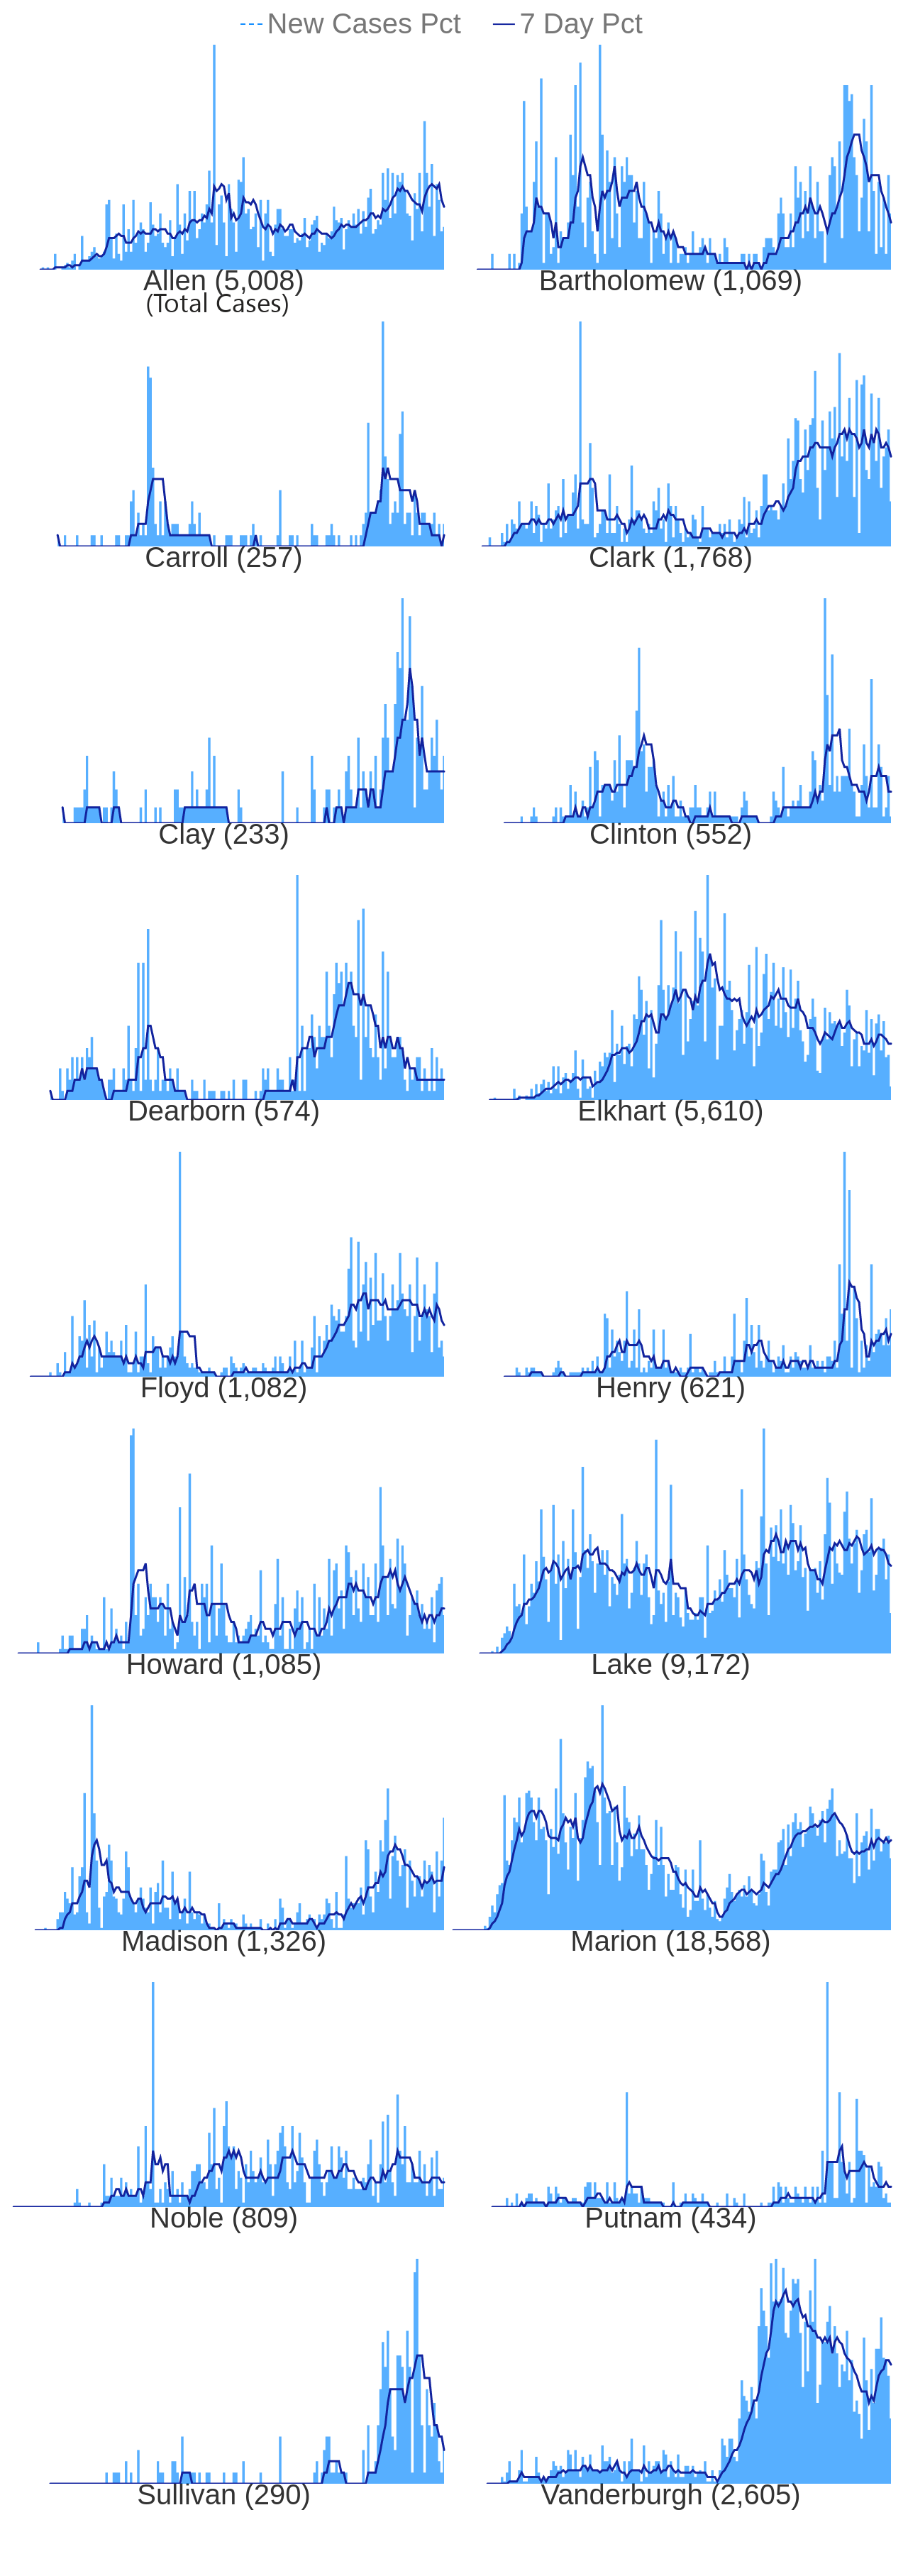 New Cases Pct 7 Day Pct
Allen (5,008) Bartholomew (1,069)
(Total Cases)
Carroll (257) Clark (1,768)
Clay (233) Clinton (552)
Dearborn (574) Elkhart (5,610)
Floyd (1,082) Henry (621)
Howard (1,085) Lake (9,172)
Madison (1,326) Marion (18,568)
Noble (809) Putnam (434)
Sullivan (290) Vanderburgh (2,605)